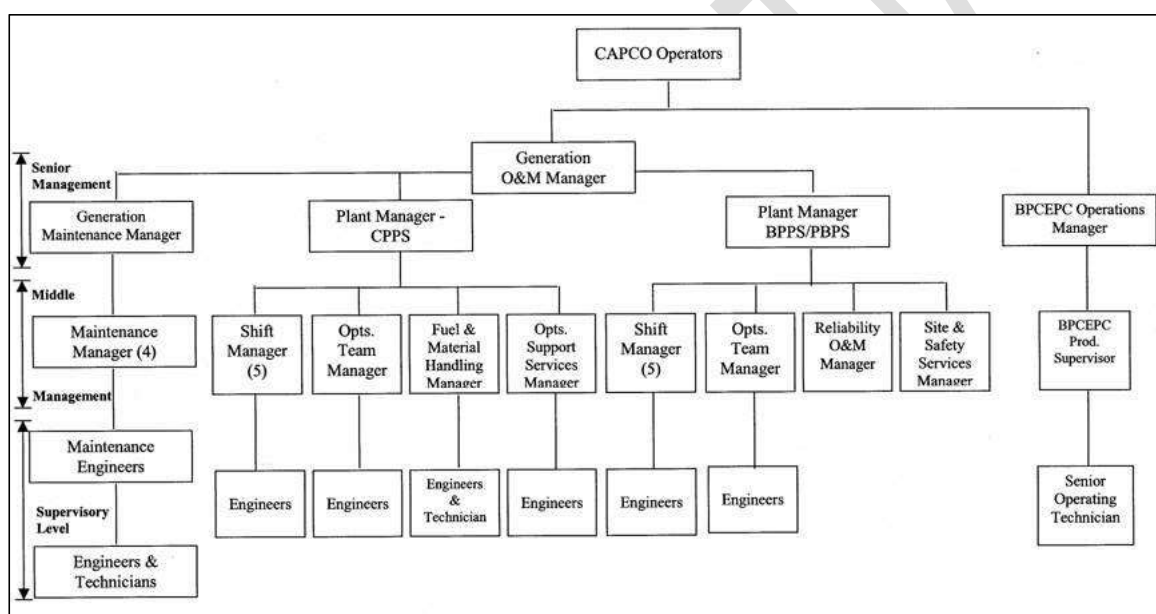 CAPCO Operators
Generation
O&M Manager
Senior
Management
Generation
Maintenance Manager
Plant Manager -
CPPS
Plant Manager
BPPS/PBPS
BPCEPC Operations
Manager
Middle
Management
Maintenance
Manager (4)
Shift
Manager
(5)
Opts.
Team
Manager
Fuel &
Material
Handling
Manager
Opts.
Support
Services
Manager
Shift
Manager
(5)
Opts.
Team
Manager
Reliability
O&M
Manager
Site &
Safety
Services
Manager
BPCEPC
Prod.
Supervisor
Supervisory
Level
Maintenance
Engineers
Engineers
Engineers
Engineers
&
Technician
Engineers
Engineers
Engineers
Senior
Operating
Technician
Engineers &
Technicians